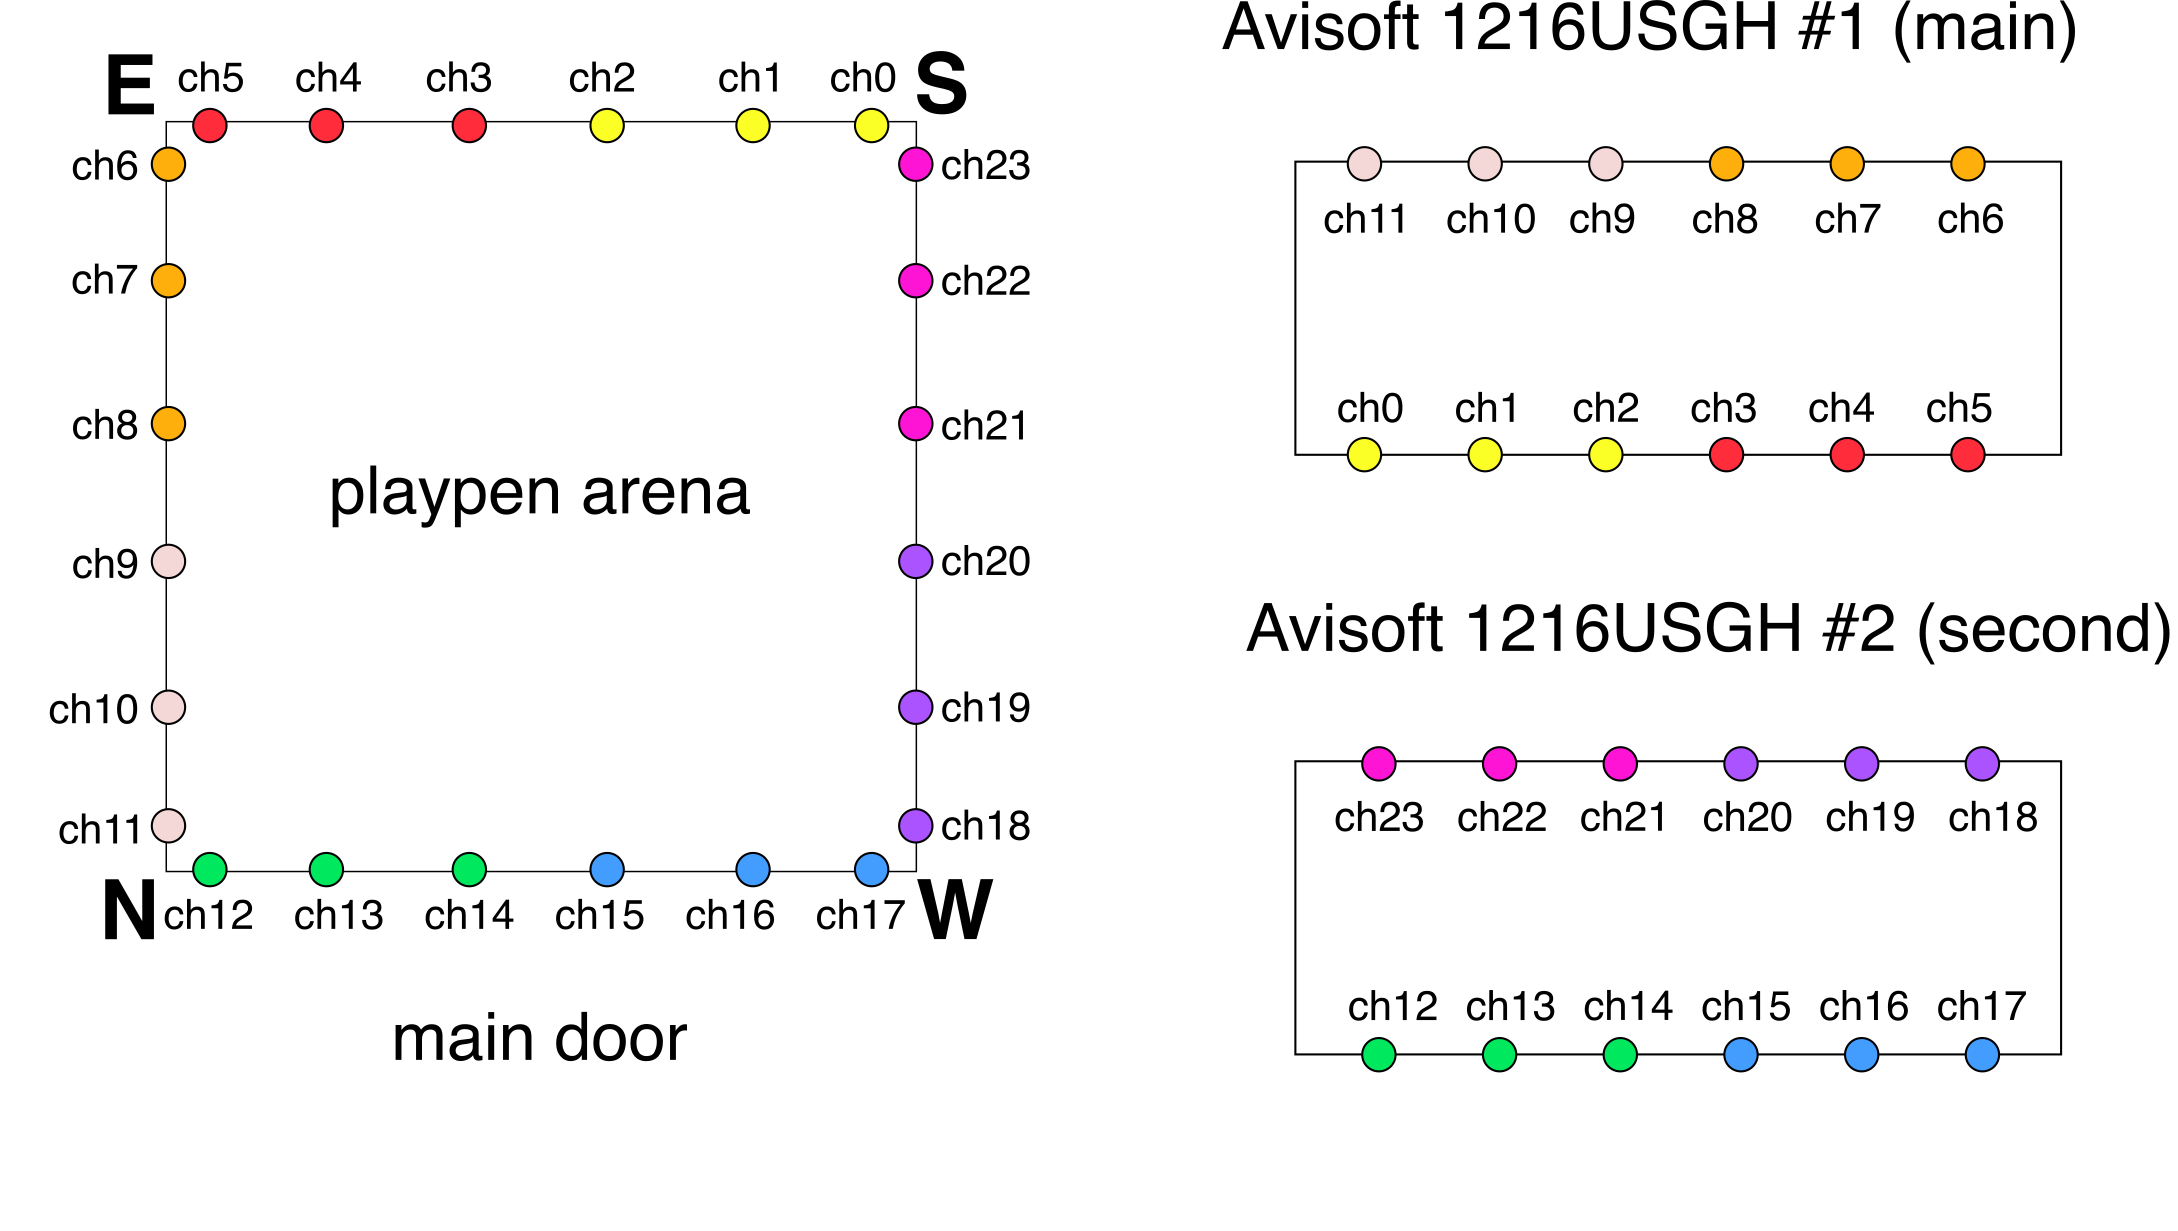 Avisoft 1216USGH #1 (main)
E ch5 ch4 ch3 ch2 ch1 ch0 S
ch6 ch23
ch7 ch22
ch8 ch21
playpen arena
ch9 ch20
ch10 ch19
ch11 ch18
N ch12 ch13 ch14 ch15 ch16 ch17 W
main door
ch11 ch10 ch9 ch8 ch7 ch6
ch0 ch1 ch2 ch3 ch4 ch5
Avisoft 1216USGH #2 (second)
ch23 ch22 ch21 ch20 ch19 ch18
ch12 ch13 ch14 ch15 ch16 ch17